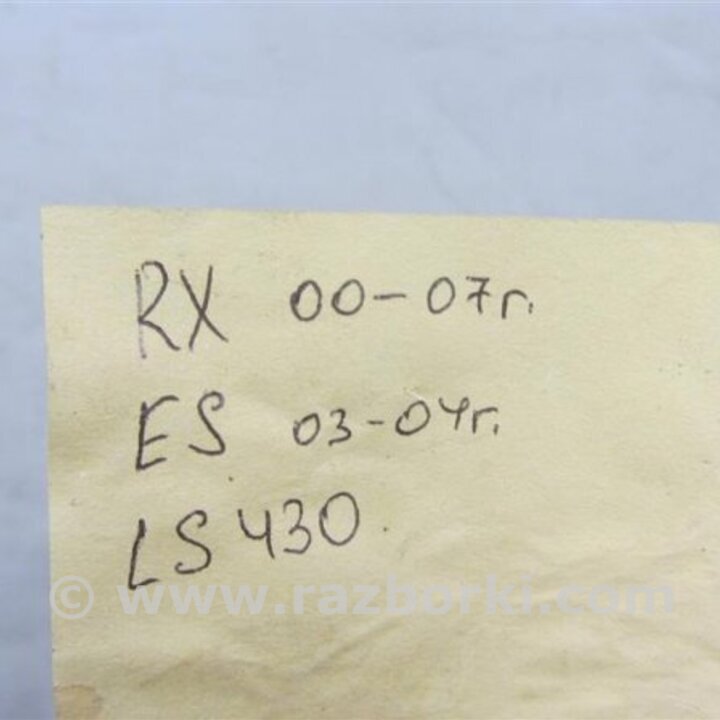 RX 00-07г.
ES 03-04г.
LS 430.
© www.razborki.com